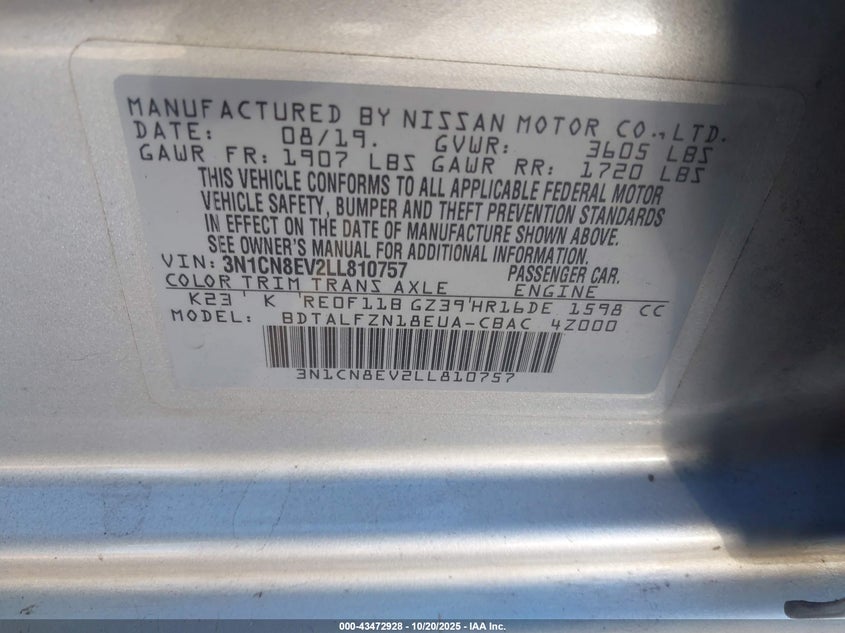 MANUFACTURED BY NISSAN MOTOR CO., LTD.
DATE: 08/19. GVWR: 3605 LBS
GAWR FR: 1907 LBS GAWR RR: 1720 LBS
THIS VEHICLE CONFORMS TO ALL APPLICABLE FEDERAL MOTOR
VEHICLE SAFETY, BUMPER AND THEFT PREVENTION STANDARDS
IN EFFECT ON THE DATE OF MANUFACTURE SHOWN ABOVE.
SEE OWNER'S MANUAL FOR ADDITIONAL INFORMATION.
VIN: 3N1CN8EV2LL810757 PASSENGER CAR.
COLOR TRIM TRANS AXLE ENGINE
K23 K RE0F11B GZ39 HR16DE 1598 CC
MODEL: BDTALFZN18EUA-CBAC 4Z000
3N1CN8EV2LL810757
000-43472928 | 10/20/2025 – IAA Inc.